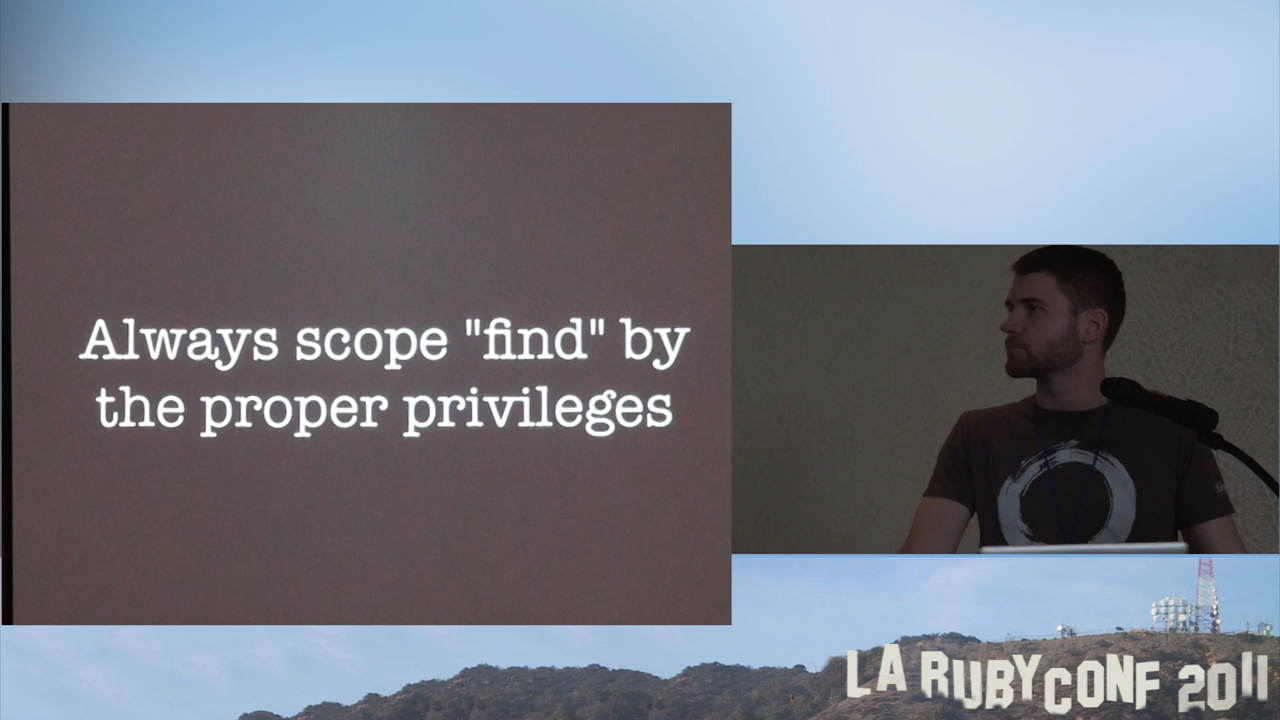 Always scope "find" by
the proper privileges
LA RUBYCONF 2011